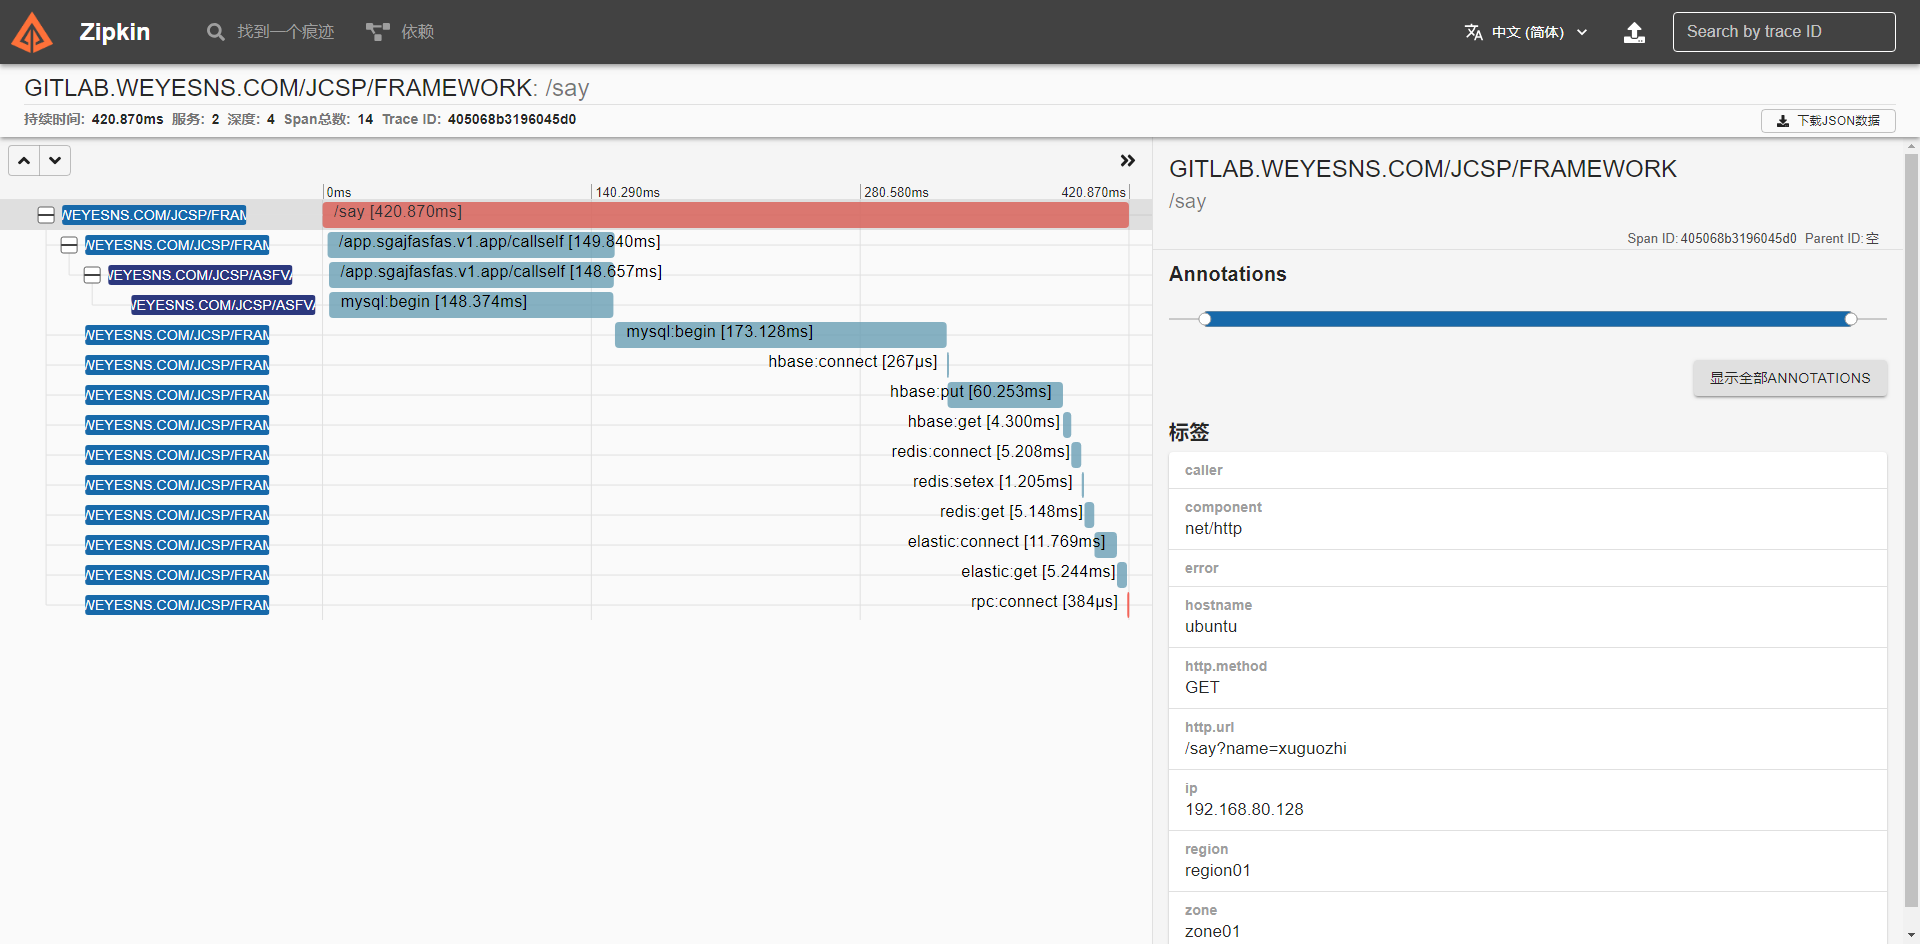 Zipkin
找到一个痕迹
依赖
中文 (简体)
Search by trace ID
GITLAB.WEYESNS.COM/JCSP/FRAMEWORK: /say
持续时间: 420.870ms 服务: 2 深度: 4 Span总数: 14 Trace ID: 405068b3196045d0
下载JSON数据
0ms
140.290ms
280.580ms
420.870ms
WEYESNS.COM/JCSP/FRAM
/say [420.870ms]
WEYESNS.COM/JCSP/FRAM
/app.sgajfasfas.v1.app/callself [149.840ms]
WEYESNS.COM/JCSP/ASFVA
/app.sgajfasfas.v1.app/callself [148.657ms]
WEYESNS.COM/JCSP/ASFVA
mysql:begin [148.374ms]
WEYESNS.COM/JCSP/FRAM
mysql:begin [173.128ms]
WEYESNS.COM/JCSP/FRAM
hbase:connect [267μs]
WEYESNS.COM/JCSP/FRAM
hbase:put [60.253ms]
WEYESNS.COM/JCSP/FRAM
hbase:get [4.300ms]
WEYESNS.COM/JCSP/FRAM
redis:connect [5.208ms]
WEYESNS.COM/JCSP/FRAM
redis:setex [1.205ms]
WEYESNS.COM/JCSP/FRAM
redis:get [5.148ms]
WEYESNS.COM/JCSP/FRAM
elastic:connect [11.769ms]
WEYESNS.COM/JCSP/FRAM
elastic:get [5.244ms]
WEYESNS.COM/JCSP/FRAM
rpc:connect [384μs]
GITLAB.WEYESNS.COM/JCSP/FRAMEWORK
/say
Span ID: 405068b3196045d0 Parent ID: 空
Annotations
显示全部ANNOTATIONS
标签
caller
component
net/http
error
hostname
ubuntu
http.method
GET
http.url
/say?name=xuguozhi
ip
192.168.80.128
region
region01
zone
zone01